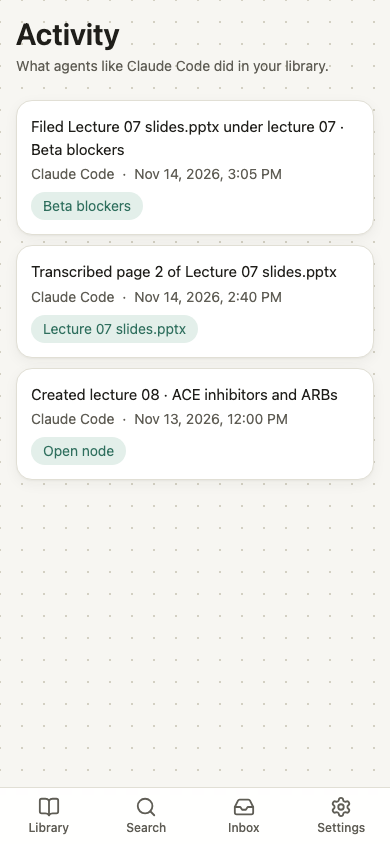 Activity
What agents like Claude Code did in your library.
Filed Lecture 07 slides.pptx under lecture 07 ·
Beta blockers
Claude Code · Nov 14, 2026, 3:05 PM
Beta blockers
Transcribed page 2 of Lecture 07 slides.pptx
Claude Code · Nov 14, 2026, 2:40 PM
Lecture 07 slides.pptx
Created lecture 08 · ACE inhibitors and ARBs
Claude Code · Nov 13, 2026, 12:00 PM
Open node
Library
Search
Inbox
Settings